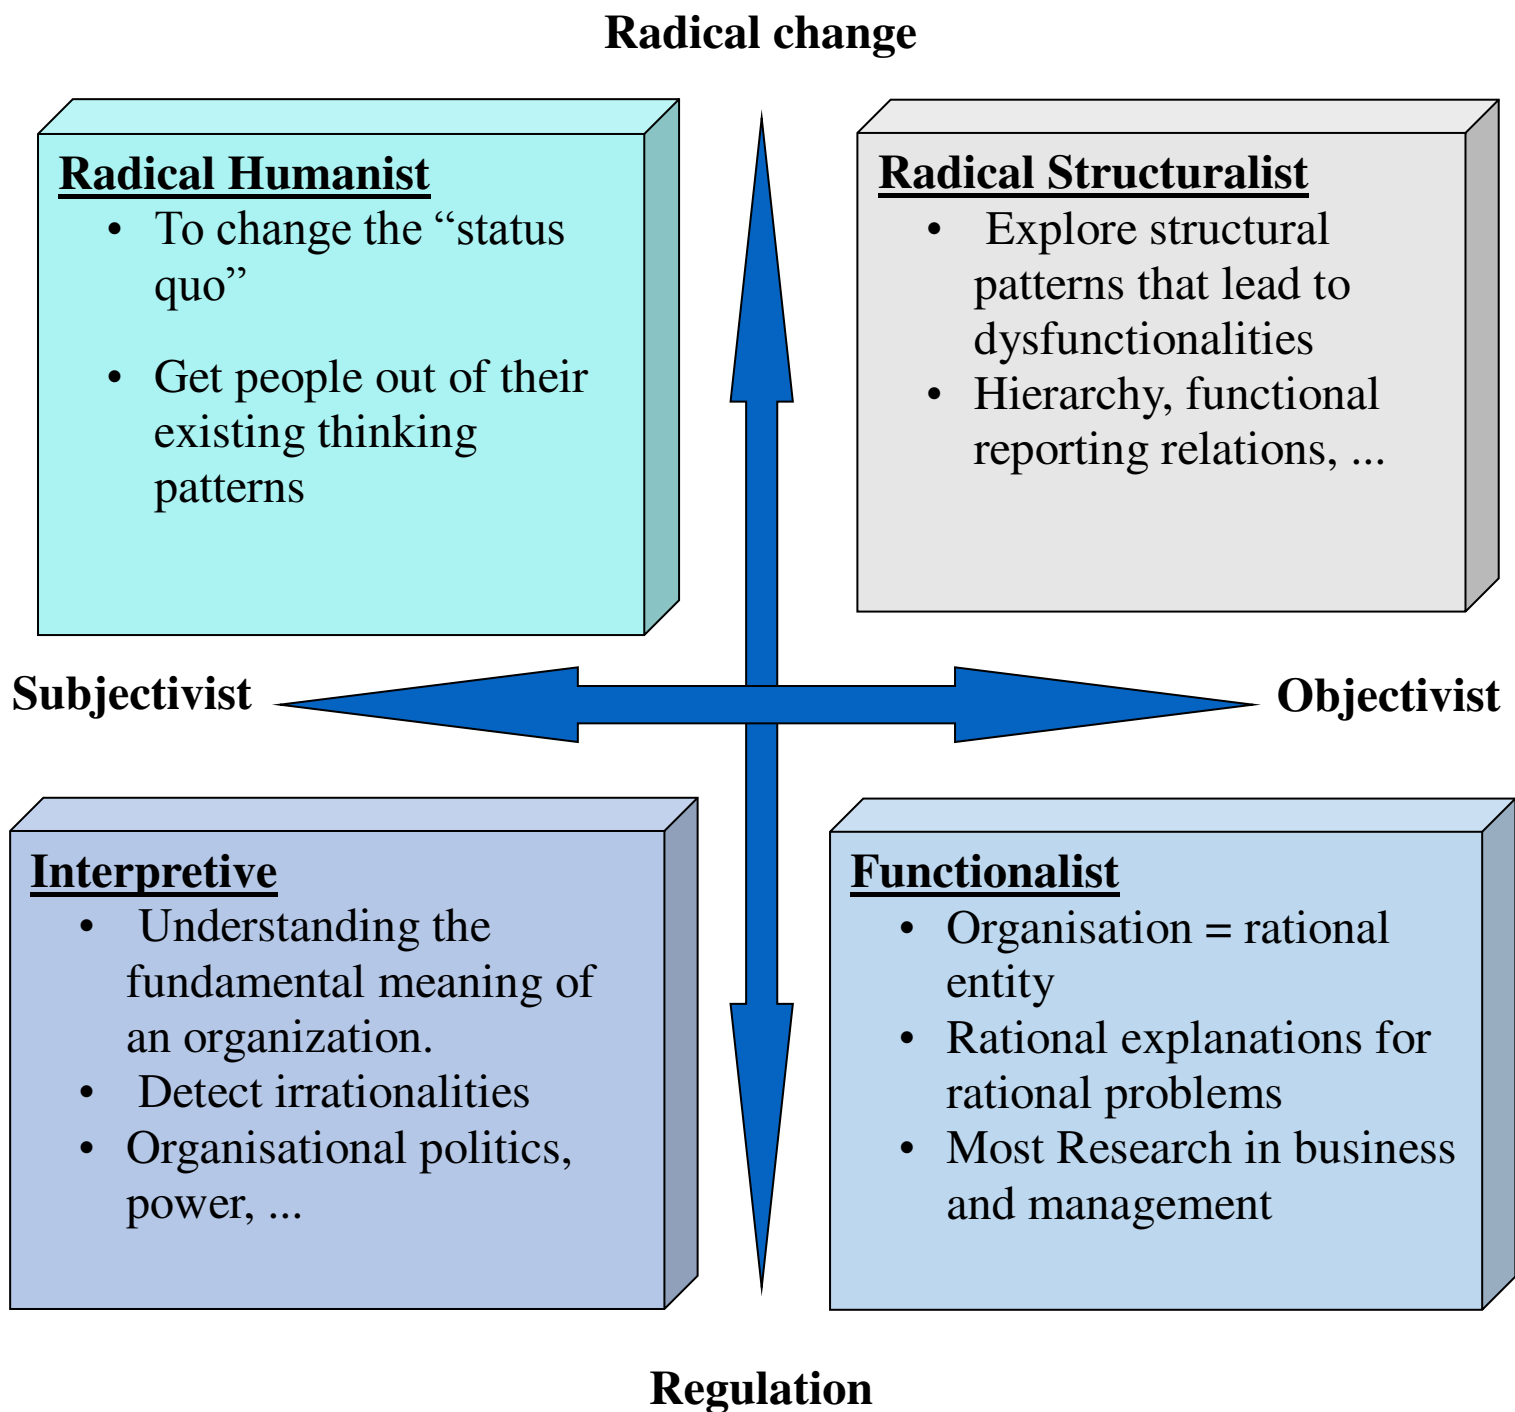 Radical change
Radical Humanist
• To change the “status
quo”
• Get people out of their
existing thinking
patterns
Radical Structuralist
• Explore structural
patterns that lead to
dysfunctionalities
• Hierarchy, functional
reporting relations, ...
Subjectivist
Objectivist
Interpretive
• Understanding the
fundamental meaning of
an organization.
• Detect irrationalities
• Organisational politics,
power, ...
Functionalist
• Organisation = rational
entity
• Rational explanations for
rational problems
• Most Research in business
and management
Regulation